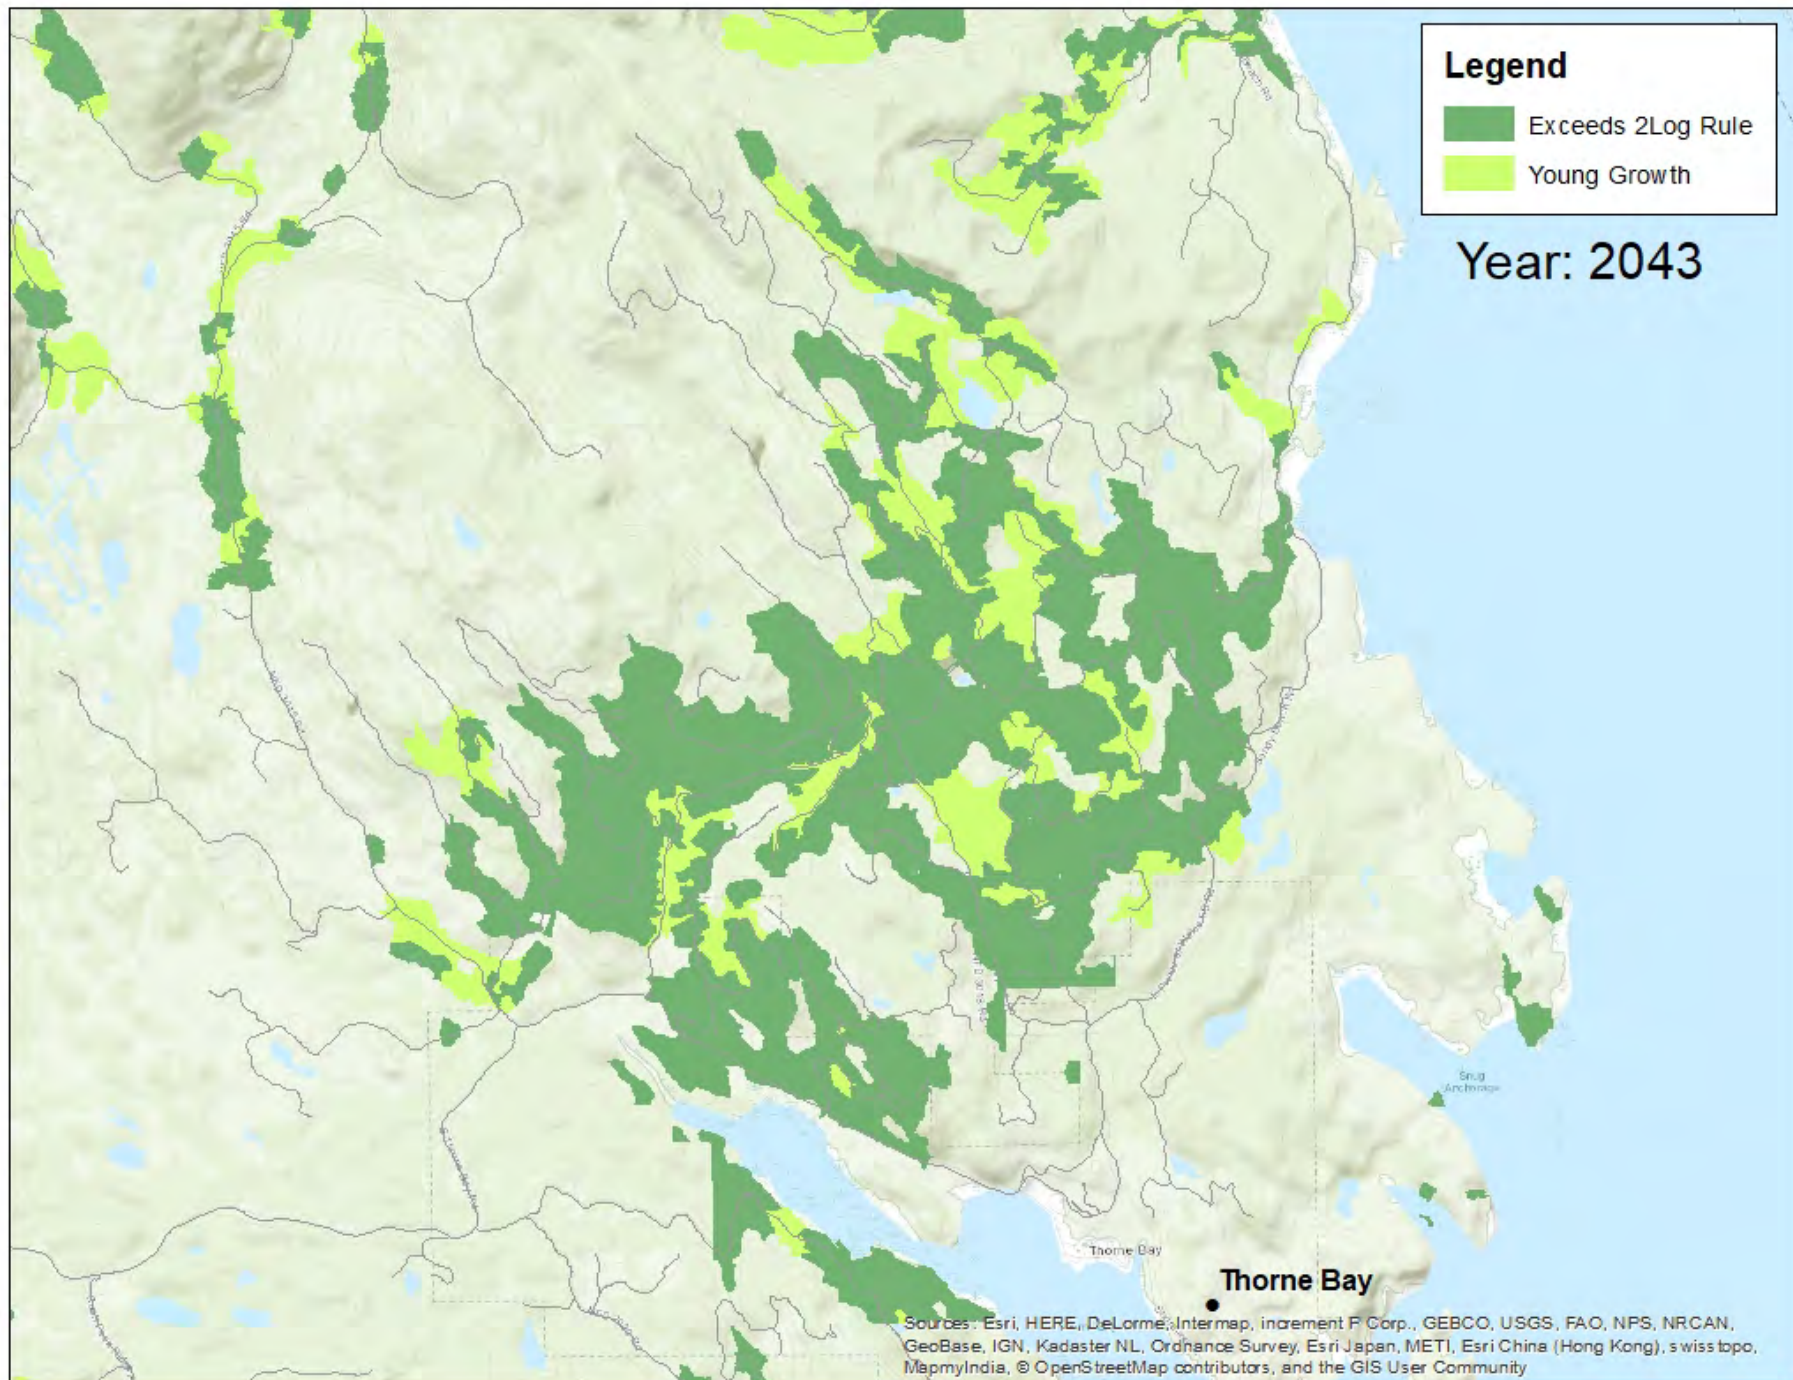 Legend
Exceeds 2Log Rule
Young Growth
Year: 2043
Snug
Anchorage
Thorne Bay
Thorne Bay
Sources: Esri, HERE, DeLorme, Intermap, increment P Corp., GEBCO, USGS, FAO, NPS, NRCAN,
GeoBase, IGN, Kadaster NL, Ordnance Survey, Esri Japan, METI, Esri China (Hong Kong), swisstopo,
MapmyIndia, © OpenStreetMap contributors, and the GIS User Community